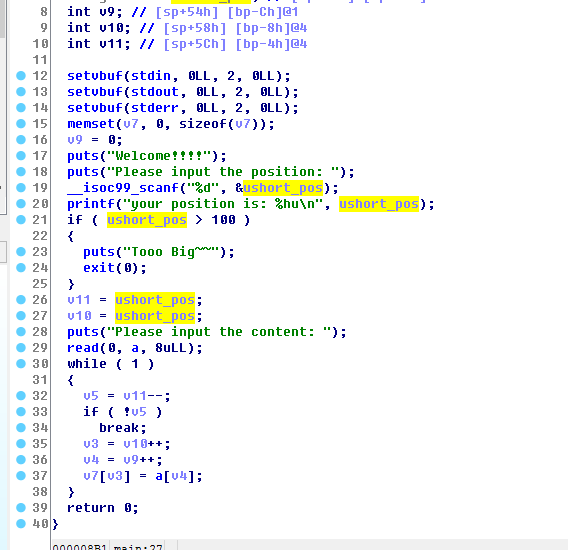 8 int v9; // [sp+54h] [bp-Ch]@1
9 int v10; // [sp+58h] [bp-8h]@4
10 int v11; // [sp+5Ch] [bp-4h]@4
11
12 setvbuf(stdin, 0LL, 2, 0LL);
13 setvbuf(stdout, 0LL, 2, 0LL);
14 setvbuf(stderr, 0LL, 2, 0LL);
15 memset(v7, 0, sizeof(v7));
16 v9 = 0;
17 puts("Welcome!!!!");
18 puts("Please input the position: ");
19 __isoc99_scanf("%d", &ushort_pos);
20 printf("your position is: %hu\n", ushort_pos);
21 if ( ushort_pos > 100 )
22 {
23 puts("Tooo Big~~");
24 exit(0);
25 }
26 v11 = ushort_pos;
27 v10 = ushort_pos;
28 puts("Please input the content: ");
29 read(0, a, 8uLL);
30 while ( 1 )
31 {
32 v5 = v11--;
33 if ( !v5 )
34 break;
35 v3 = v10++;
36 v4 = v9++;
37 v7[v3] = a[v4];
38 }
39 return 0;
40 }
000008B1 main:27